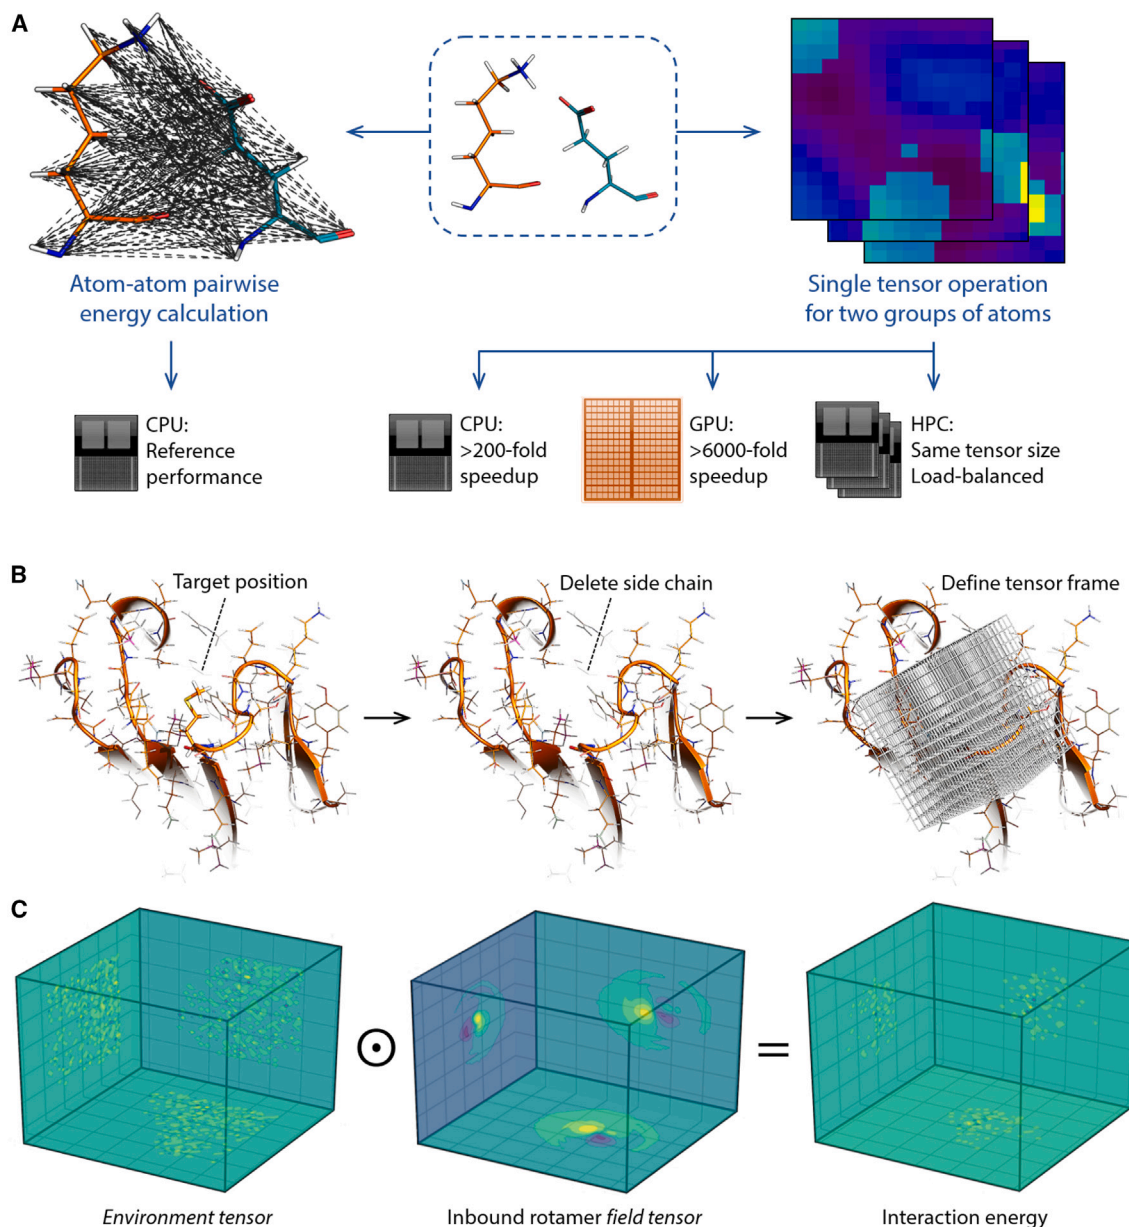 A
Atom-atom pairwise
energy calculation
Single tensor operation
for two groups of atoms
CPU:
Reference
performance
CPU:
>200-fold
speedup
GPU:
>6000-fold
speedup
HPC:
Same tensor size
Load-balanced
B
Target position
Delete side chain
Define tensor frame
C
⊙
=
Environment tensor
Inbound rotamer field tensor
Interaction energy